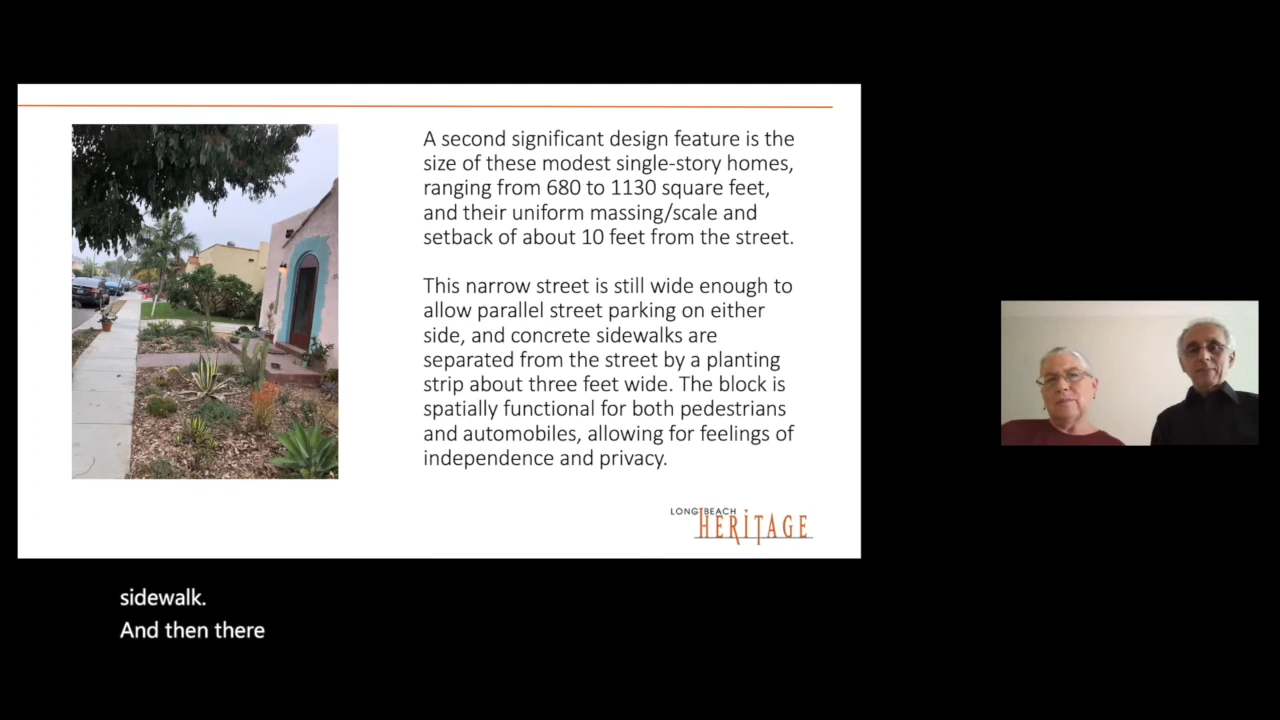 A second significant design feature is the
size of these modest single-story homes,
ranging from 680 to 1130 square feet,
and their uniform massing/scale and
setback of about 10 feet from the street.
This narrow street is still wide enough to
allow parallel street parking on either
side, and concrete sidewalks are
separated from the street by a planting
strip about three feet wide. The block is
spatially functional for both pedestrians
and automobiles, allowing for feelings of
independence and privacy.
LONG BEACH
HERITAGE
sidewalk.
And then there